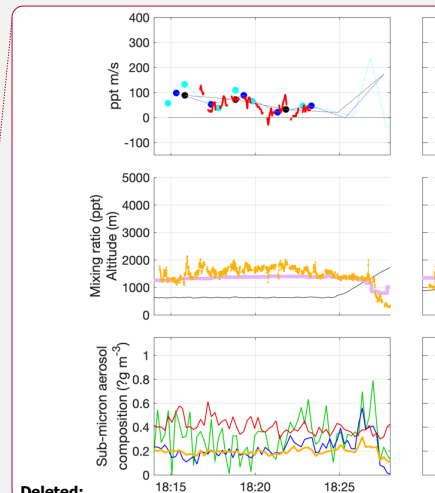 400
300
200
100
0
-100
ppt m/s
5000
4000
3000
2000
1000
0
Mixing ratio (ppt)
Altitude (m)
1
0.8
0.6
0.4
0.2
0
Sub-micron aerosol
composition (?g m-3)
18:15 18:20 18:25
Deleted: